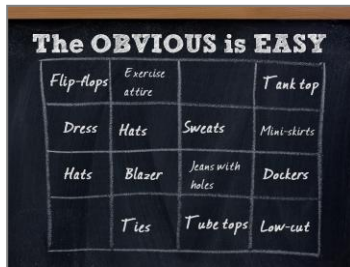 The OBVIOUS is EASY
Flip-flops
Exercise
attire
Tank top
Dress
Hats
Sweats
Mini-skirts
Hats
Blazer
Jeans with
holes
Dockers
Ties
Tube tops
Low-cut